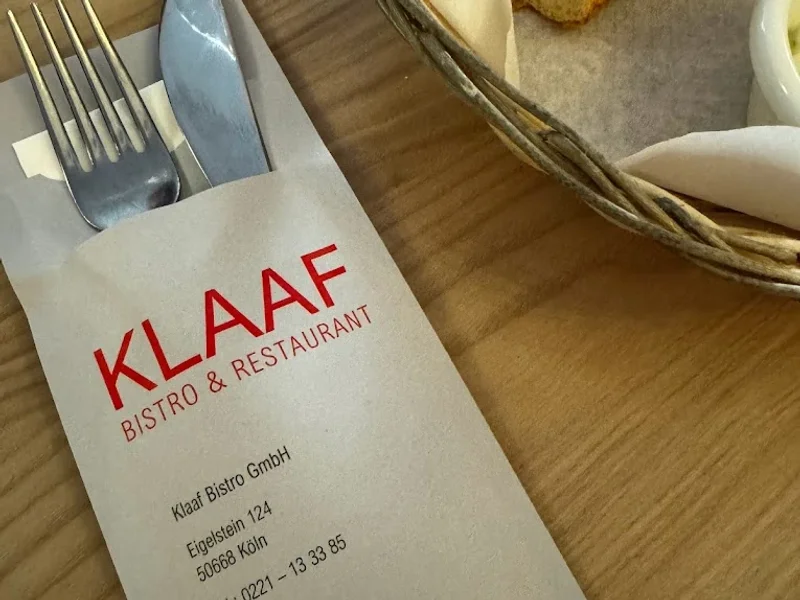 KLAAF
BISTRO & RESTAURANT
Klaaf Bistro GmbH
Eigelstein 124
50668 Köln
: 0221 – 13 33 85